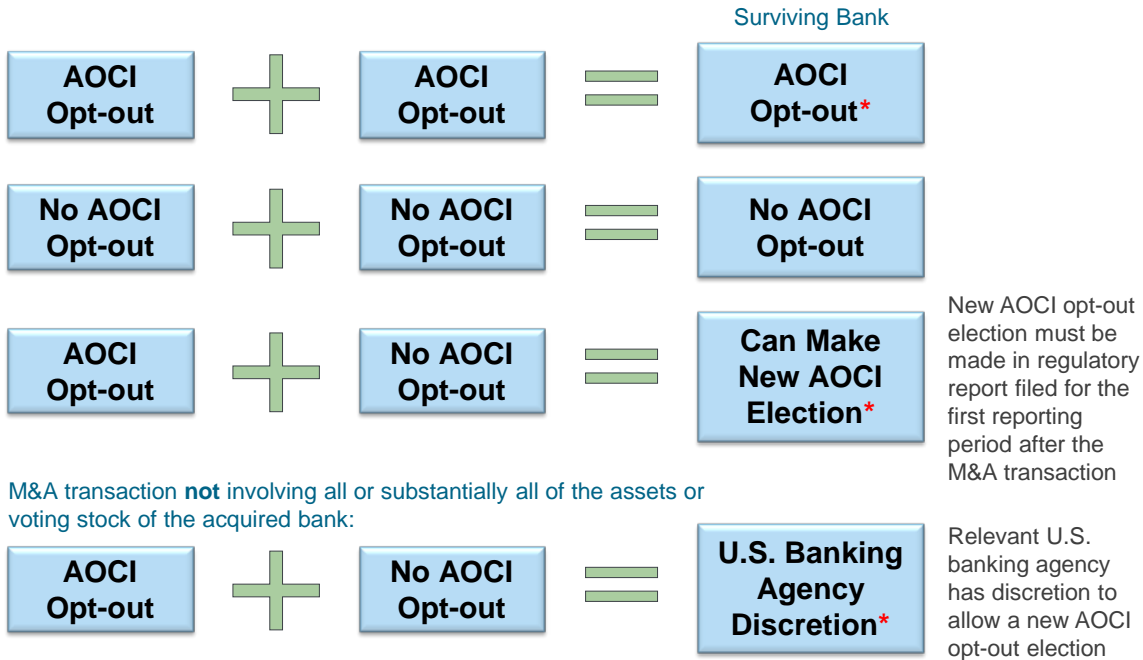 Surviving Bank
AOCI
Opt-out
AOCI
Opt-out
AOCI
Opt-out*
No AOCI
Opt-out
No AOCI
Opt-out
No AOCI
Opt-out
AOCI
Opt-out
No AOCI
Opt-out
Can Make
New AOCI
Election*
New AOCI opt-out
election must be
made in regulatory
report filed for the
first reporting
period after the
M&A transaction
M&A transaction not involving all or substantially all of the assets or
voting stock of the acquired bank:
AOCI
Opt-out
No AOCI
Opt-out
U.S. Banking
Agency
Discretion*
Relevant U.S.
banking agency
has discretion to
allow a new AOCI
opt-out election